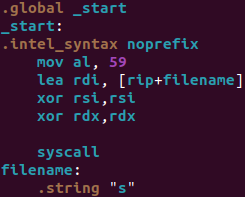 .global _start
_start:
.intel_syntax noprefix
    mov al, 59
    lea rdi, [rip+filename]
    xor rsi,rsi
    xor rdx,rdx

    syscall
filename:
    .string "s"